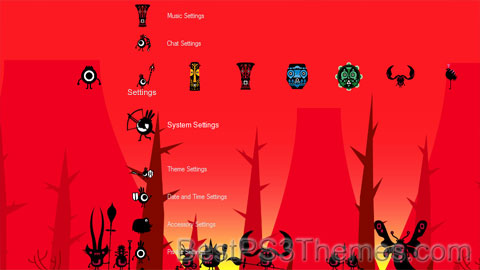 Music Settings
Chat Settings
Settings
System Settings
Theme Settings
Date and Time Settings
Accessory Settings
BestPS3Themes.com